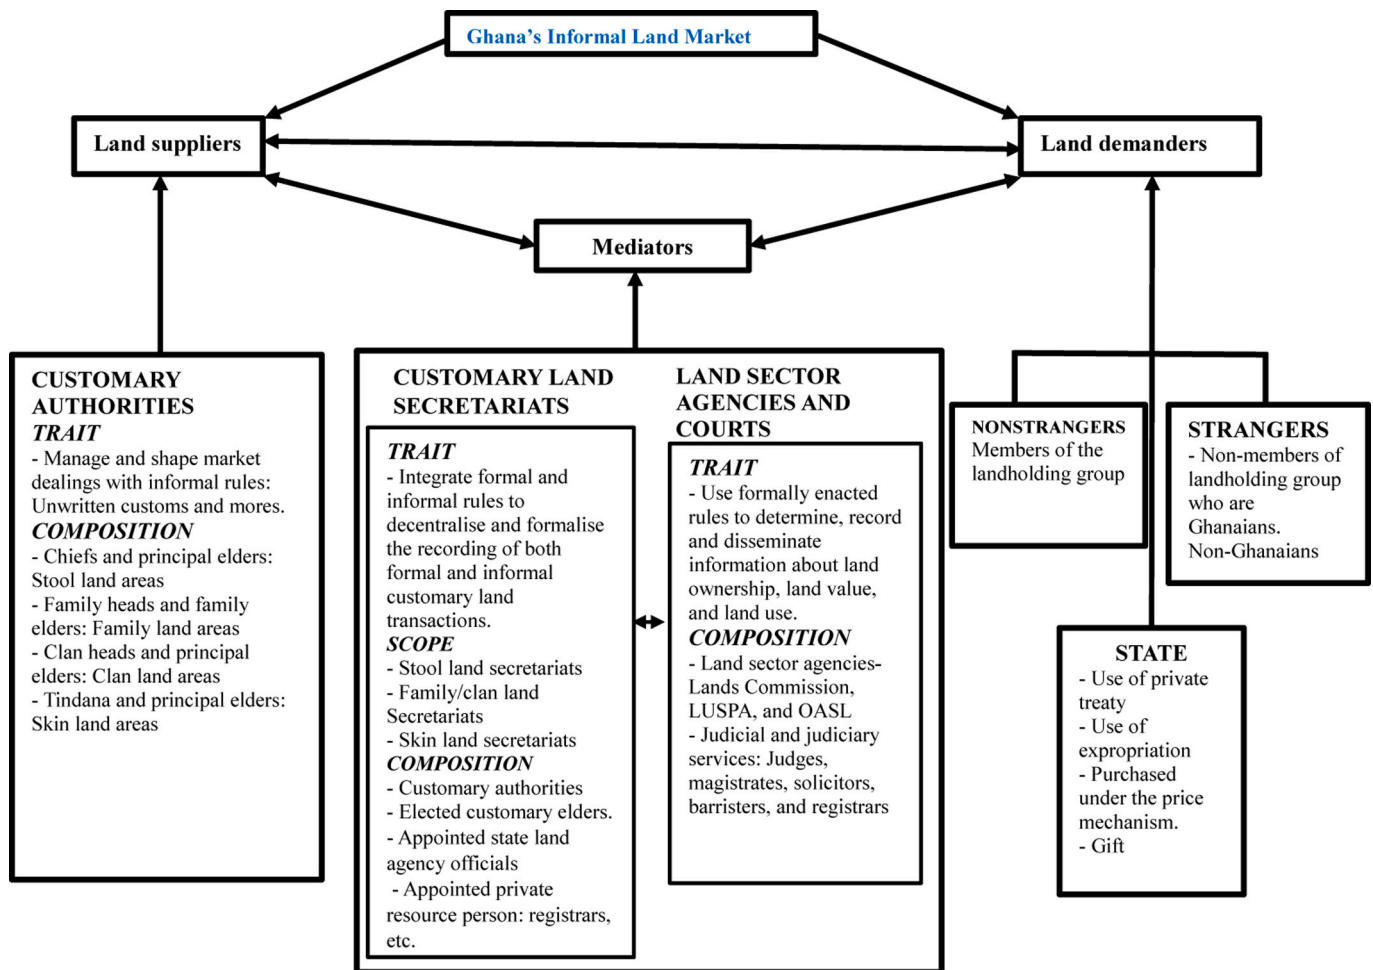 Ghana's Informal Land Market
Land suppliers
Land demanders
Mediators
CUSTOMARY
AUTHORITIES
TRAIT
- Manage and shape market
dealings with informal rules:
Unwritten customs and mores.
COMPOSITION
- Chiefs and principal elders:
Stool land areas
- Family heads and family
elders: Family land areas
- Clan heads and principal
elders: Clan land areas
- Tindana and principal elders:
Skin land areas
CUSTOMARY LAND
SECRETARIATS
TRAIT
- Integrate formal and
informal rules to
decentralise and formalise
the recording of both
formal and informal
customary land
transactions.
SCOPE
- Stool land secretariats
- Family/clan land
Secretariats
- Skin land secretariats
COMPOSITION
- Customary authorities
- Elected customary elders.
- Appointed state land
agency officials
- Appointed private
resource person: registrars,
etc.
LAND SECTOR
AGENCIES AND
COURTS
TRAIT
- Use formally enacted
rules to determine, record
and disseminate
information about land
ownership, land value,
and land use.
COMPOSITION
- Land sector agencies-
Lands Commission,
LUSPA, and OASL
- Judicial and judiciary
services: Judges,
magistrates, solicitors,
barristers, and registrars
NONSTRANGERS
Members of the
landholding group
STRANGERS
- Non-members of
landholding group
who are
Ghanaians.
Non-Ghanaians
STATE
- Use of private
treaty
- Use of
expropriation
- Purchased
under the price
mechanism.
- Gift